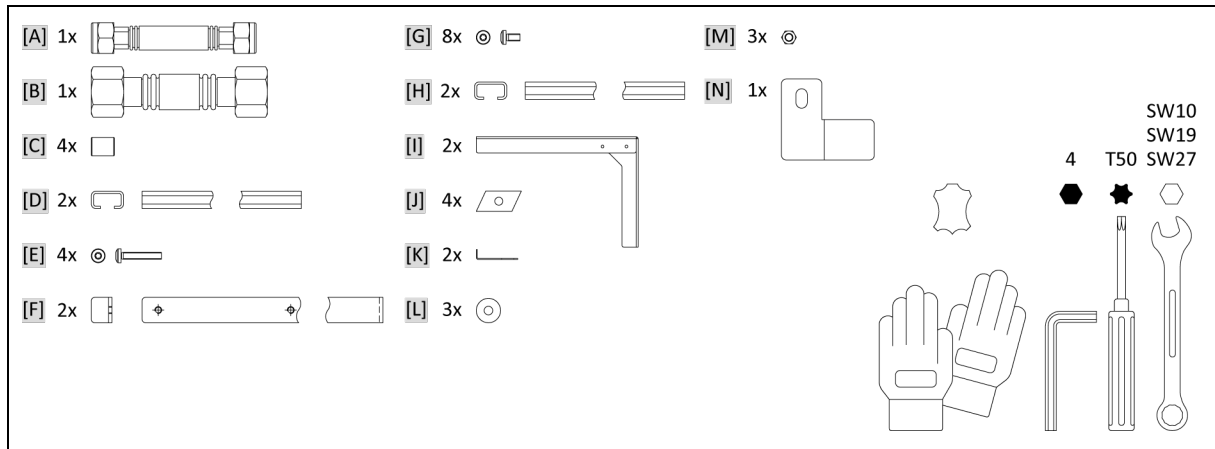 [A] 1x
[B] 1x
[C] 4x
[D] 2x
[E] 4x
[F] 2x
[G] 8x
[H] 2x
[I] 2x
[J] 4x
[K] 2x
[L] 3x
[M] 3x
[N] 1x
4
T50
SW10
SW19
SW27